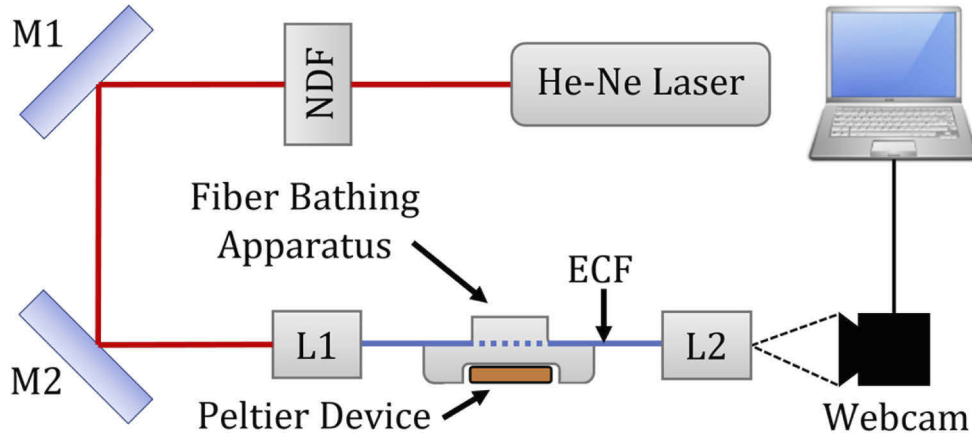 M1
NDF
He-Ne Laser
Fiber Bathing
Apparatus
ECF
M2
L1
L2
Peltier Device
Webcam